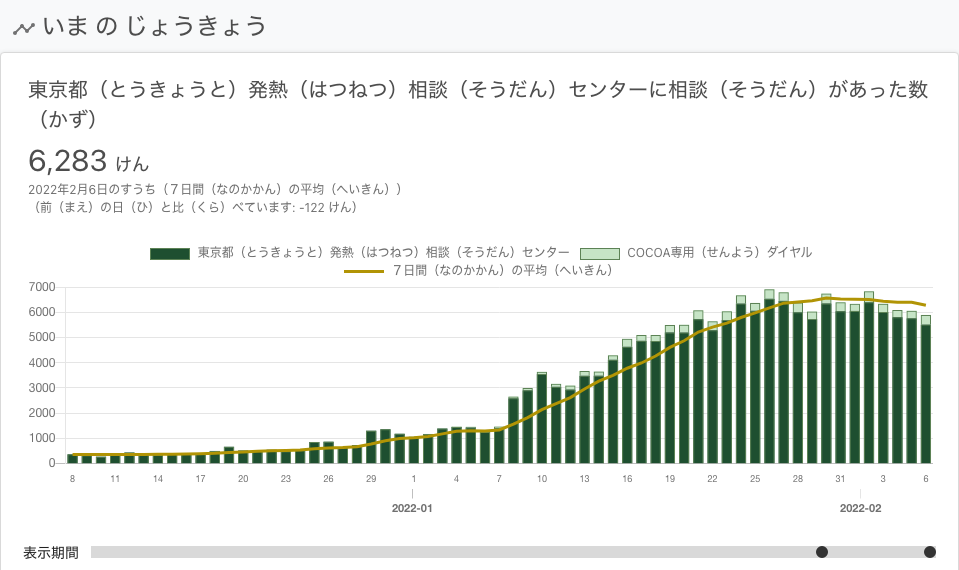 いま の じょうきょう
東京都（とうきょうと）発熱（はつねつ）相談（そうだん）センターに相談（そうだん）があった数
（かず）
6,283 けん
2022年2月6日のすうち（７日間（なのかかん）の平均（へいきん））
（前（まえ）の日（ひ）と比（くら）べています: -122 けん）
東京都（とうきょうと）発熱（はつねつ）相談（そうだん）センター COCOA専用（せんよう）ダイヤル
７日間（なのかかん）の平均（へいきん）
7000
6000
5000
4000
3000
2000
1000
0
8 11 14 17 20 23 26 29 1 4 7 10 13 16 19 22 25 28 31 3 6
2022-01 2022-02
表示期間